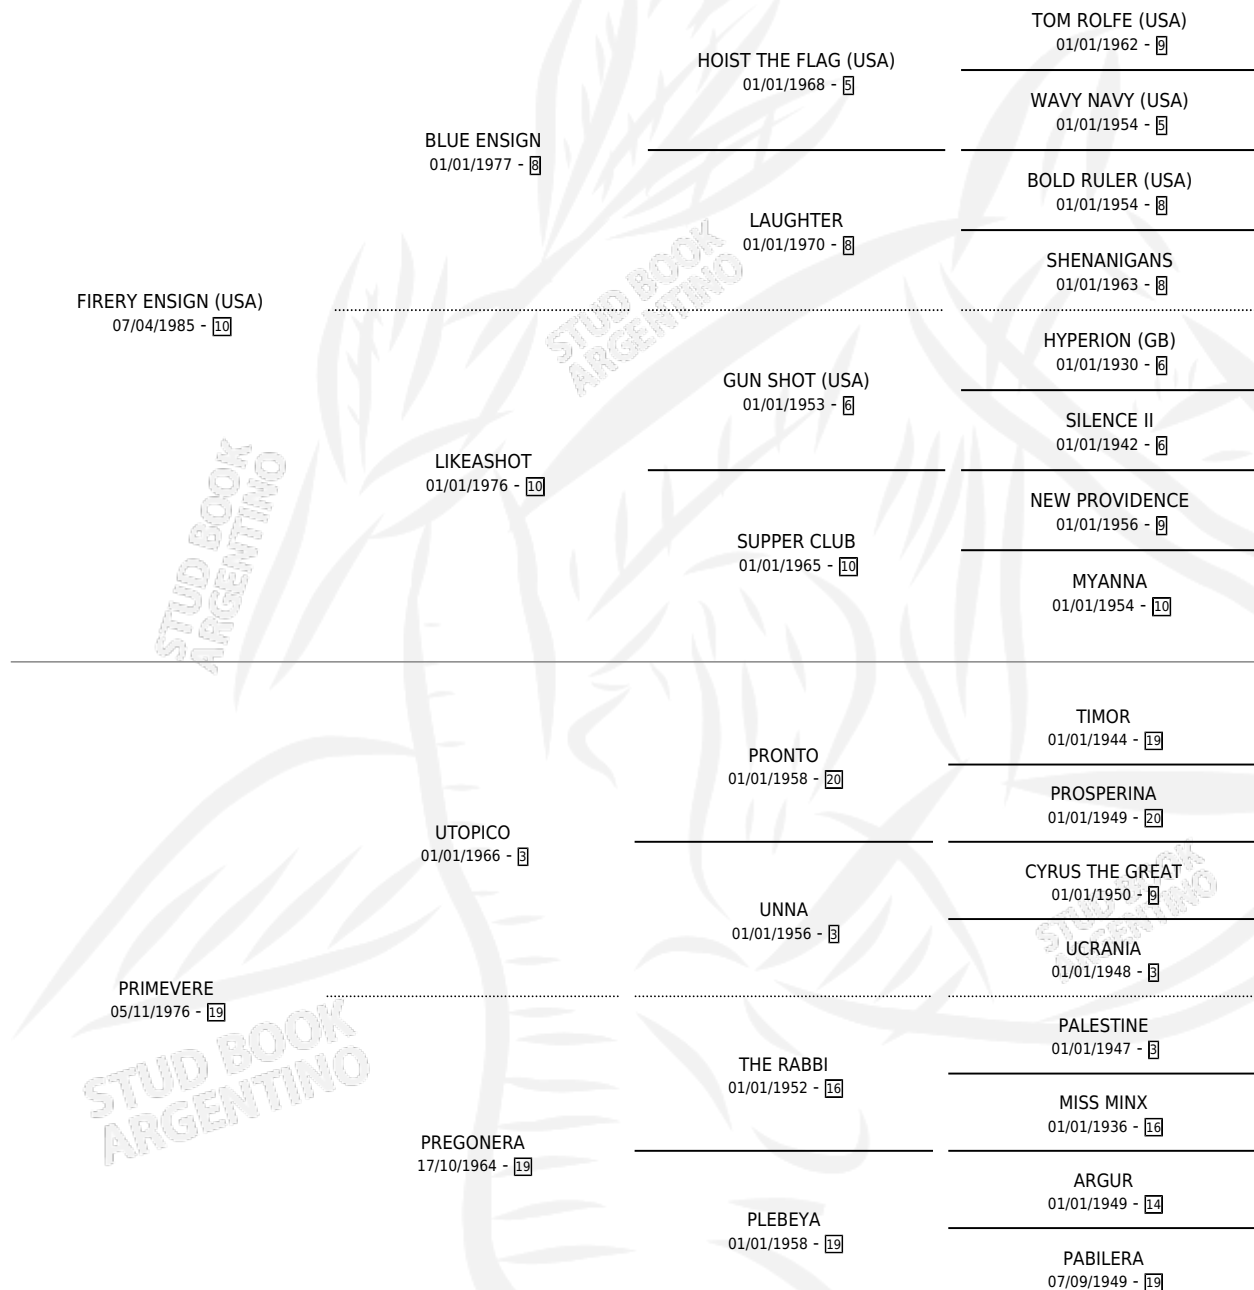 TOM ROLFE (USA)
01/01/1962 - 9
HOIST THE FLAG (USA)
01/01/1968 - 5
WAVY NAVY (USA)
01/01/1954 - 5
BLUE ENSIGN
01/01/1977 - 8
BOLD RULER (USA)
01/01/1954 - 8
LAUGHTER
01/01/1970 - 8
SHENANIGANS
01/01/1963 - 8
FIRERY ENSIGN (USA)
07/04/1985 - 10
HYPERION (GB)
01/01/1930 - 6
GUN SHOT (USA)
01/01/1953 - 6
SILENCE II
01/01/1942 - 6
LIKEASHOT
01/01/1976 - 10
NEW PROVIDENCE
01/01/1956 - 9
SUPPER CLUB
01/01/1965 - 10
MYANNA
01/01/1954 - 10
TIMOR
01/01/1944 - 19
PRONTO
01/01/1958 - 20
PROSPERINA
01/01/1949 - 20
UTOPICO
01/01/1966 - 3
CYRUS THE GREAT
01/01/1950 - 9
UNNA
01/01/1956 - 3
UCRANIA
01/01/1948 - 3
PRIMEVERE
05/11/1976 - 19
PALESTINE
01/01/1947 - 3
THE RABBI
01/01/1952 - 16
MISS MINX
01/01/1936 - 16
PREGONERA
17/10/1964 - 19
ARGUR
01/01/1949 - 14
PLEBEYA
01/01/1958 - 19
PABILERA
07/09/1949 - 19
STUD BOOK
ARGENTINO
STUD BOOK
ARGENTINO
STUD BOOK
ARGENTINO
STUD BOOK
ARGENTINO